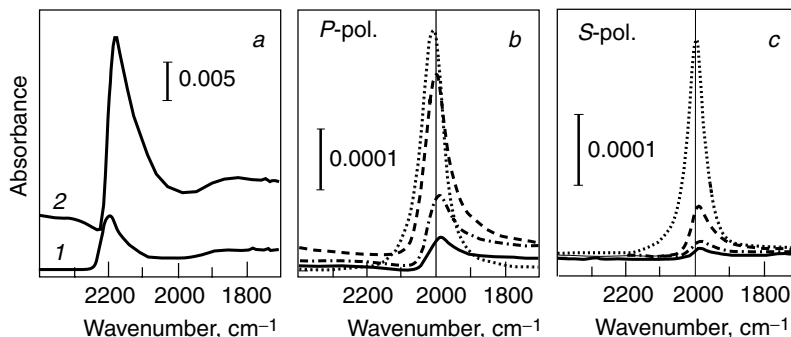 a
0.005
Absorbance
2
1
2200 2000 1800
Wavenumber, cm–1
P-pol.
b
0.0001
2200 2000 1800
Wavenumber, cm–1
S-pol.
c
0.0001
2200 2000 1800
Wavenumber, cm–1